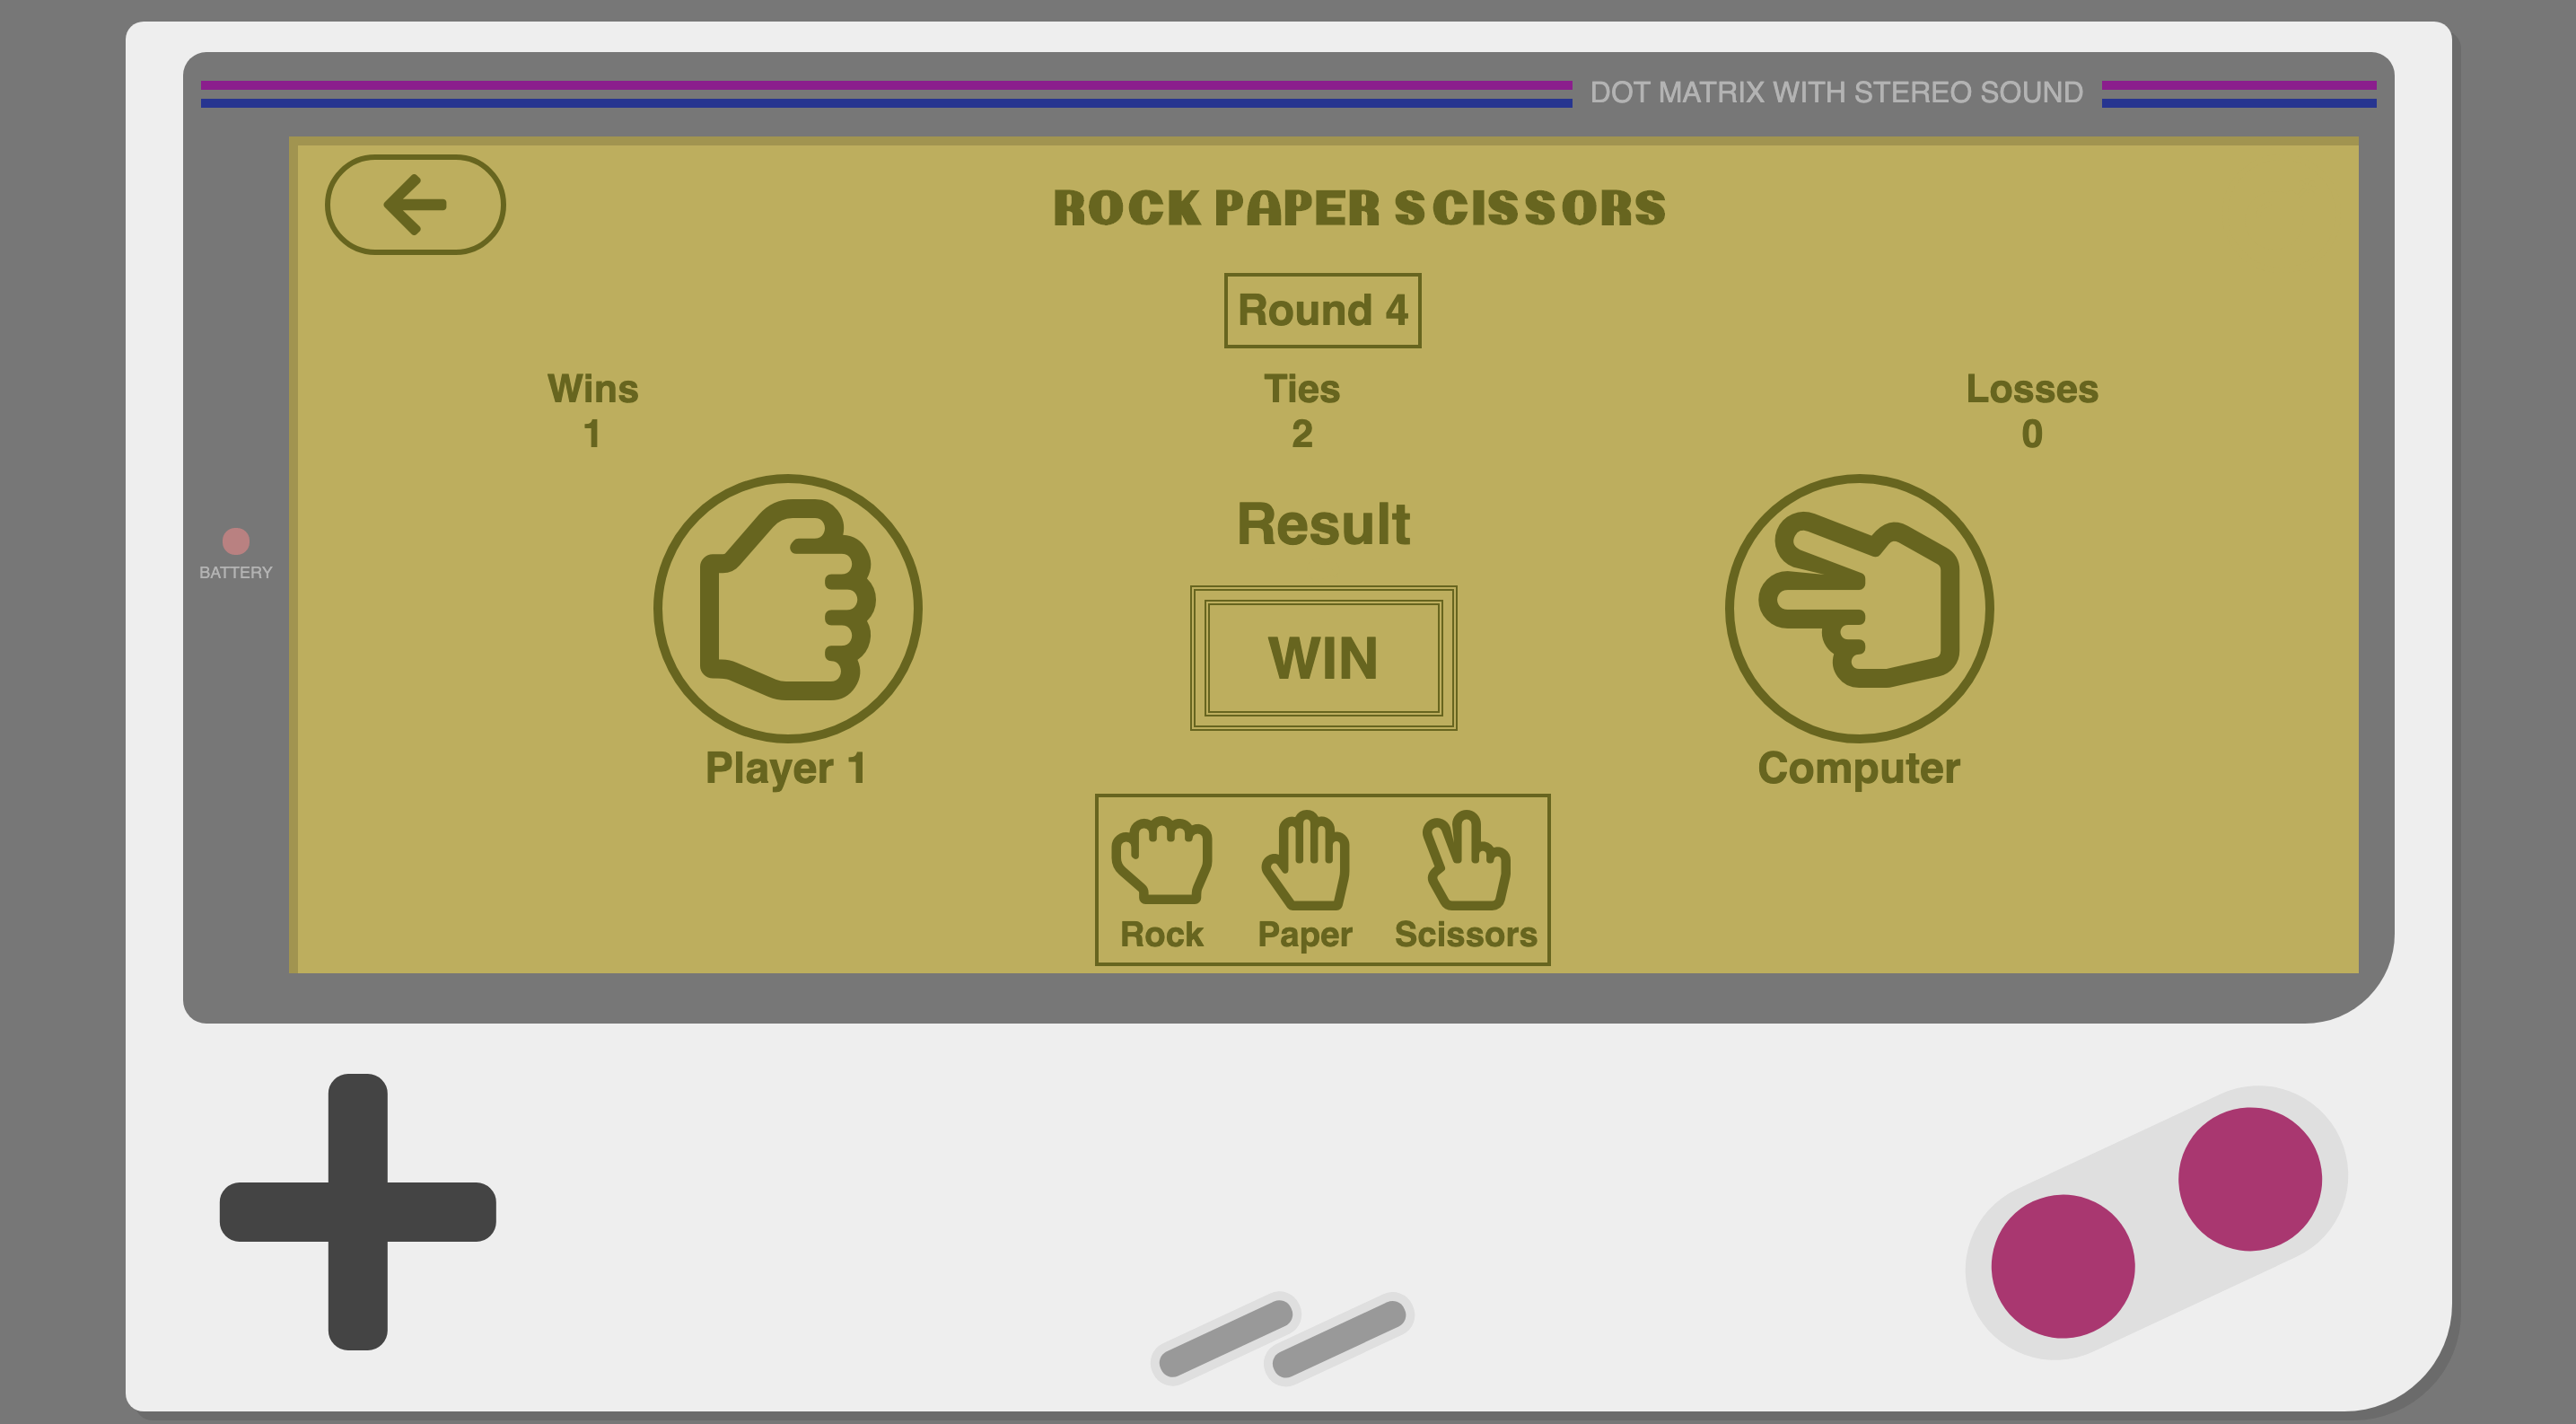 DOT MATRIX WITH STEREO SOUND
ROCK PAPER SCISSORS
Round 4
Wins
1
Ties
2
Losses
0
Result
WIN
BATTERY
Player 1
Computer
Rock
Paper
Scissors